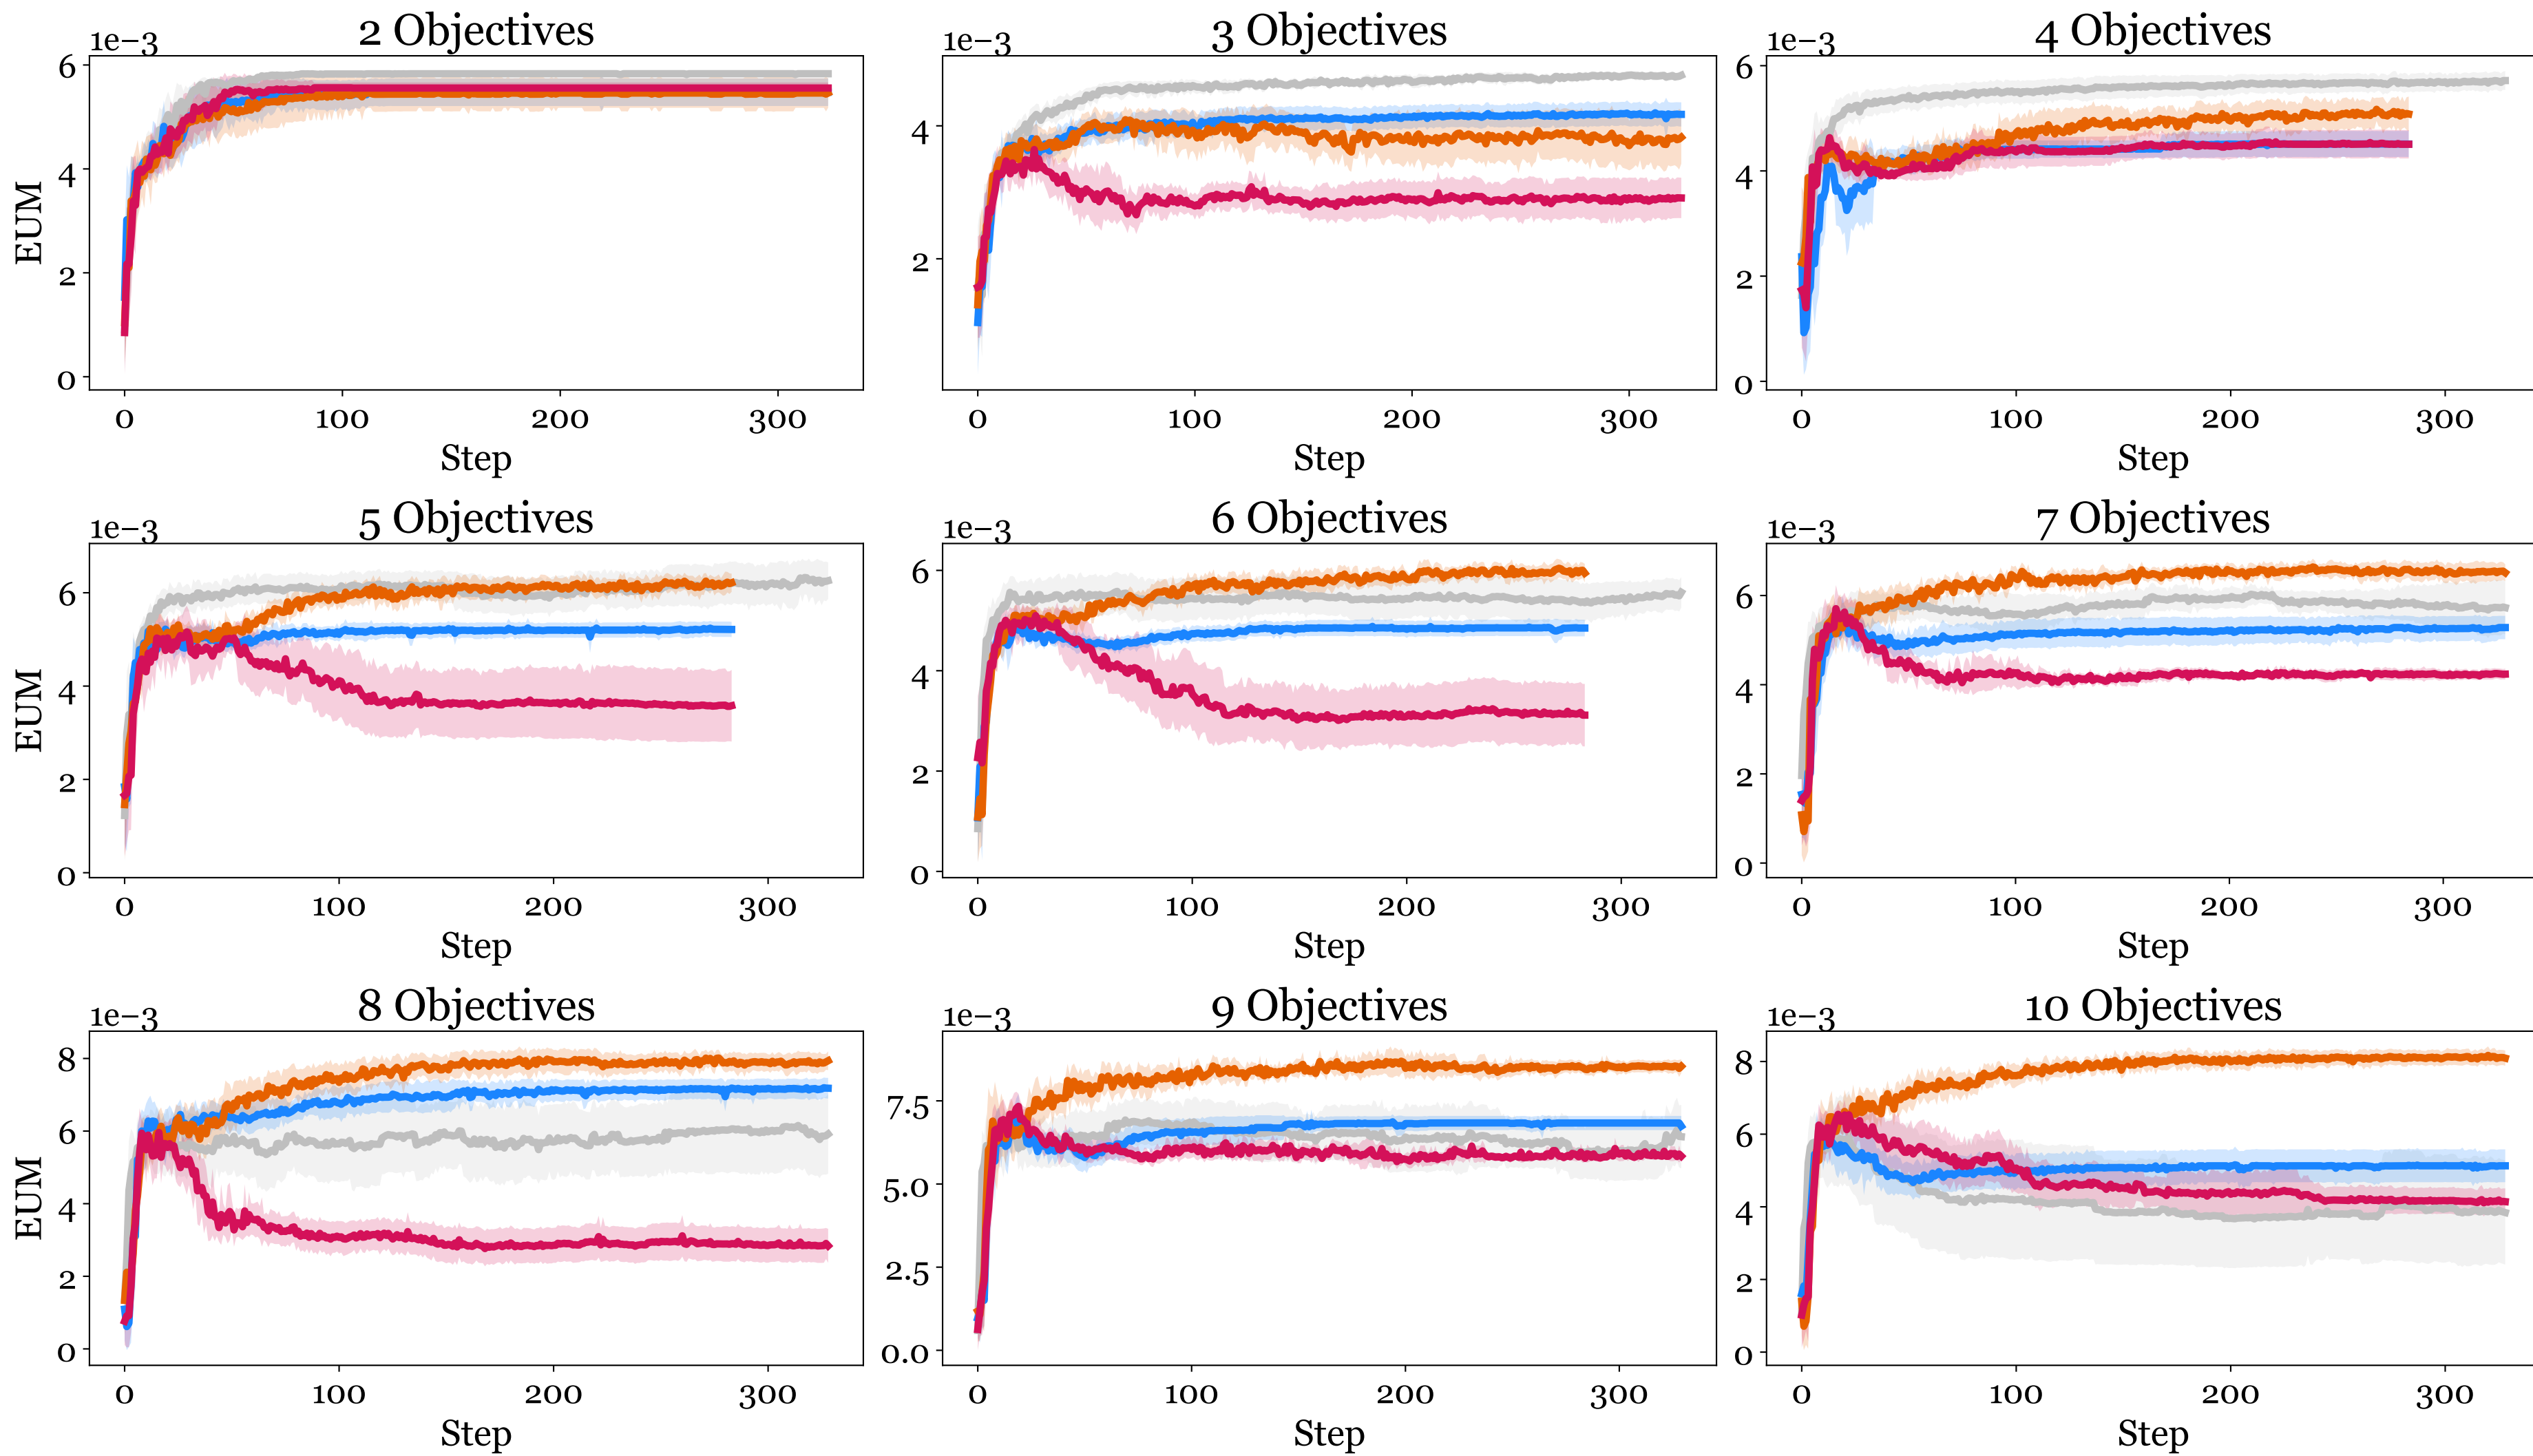 2 Objectives
3 Objectives
4 Objectives
1e−3
1e−3
1e−3
6
4
2
0
EUM
0 100 200 300
Step
4
2
0 100 200 300
Step
6
4
2
0
0 100 200 300
Step
5 Objectives
6 Objectives
7 Objectives
1e−3
1e−3
1e−3
6
4
2
0
EUM
0 100 200 300
Step
6
4
2
0
0 100 200 300
Step
6
4
2
0
0 100 200 300
Step
8 Objectives
9 Objectives
10 Objectives
1e−3
1e−3
1e−3
8
6
4
2
0
EUM
0 100 200 300
Step
7.5
5.0
2.5
0.0
0 100 200 300
Step
8
6
4
2
0
0 100 200 300
Step